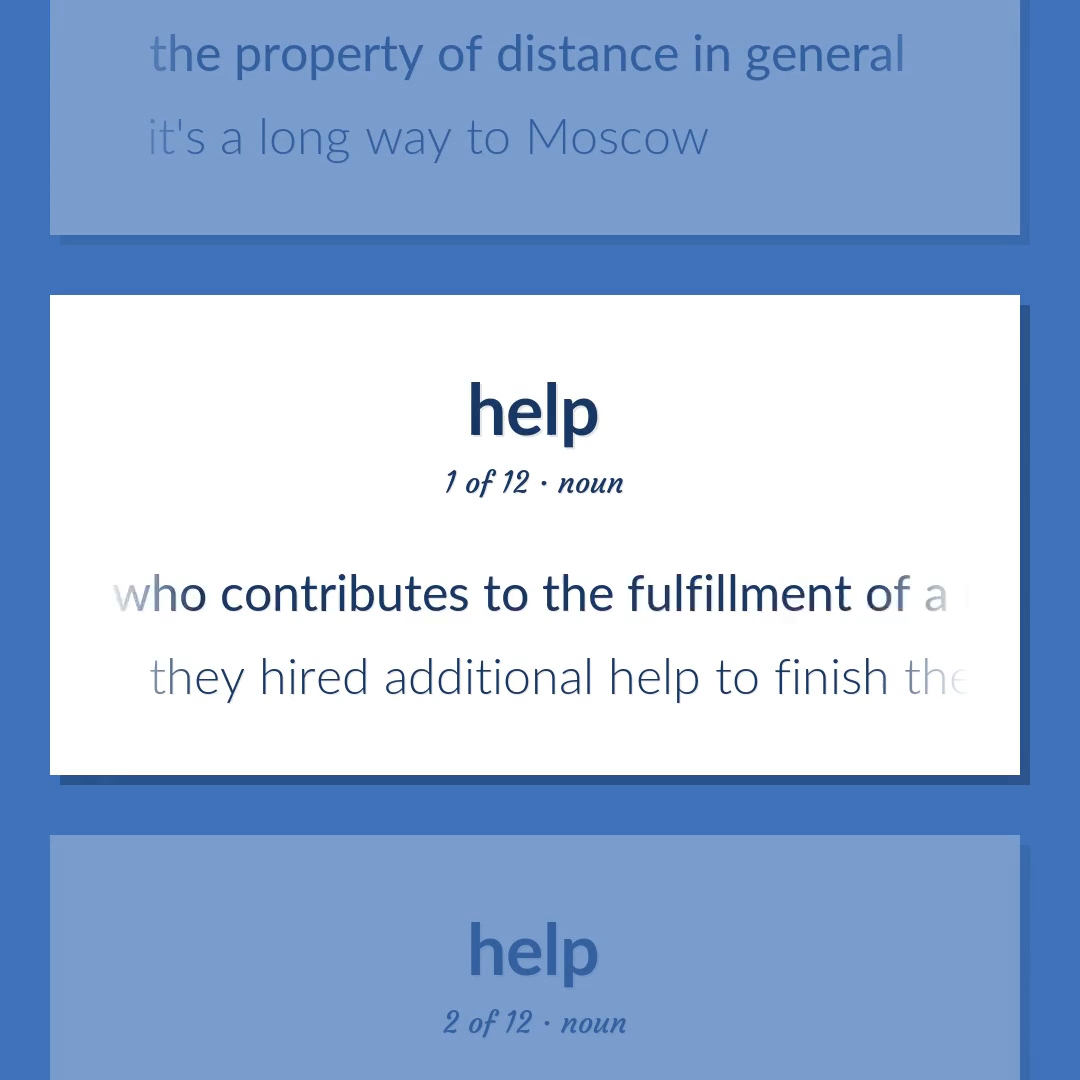 the property of distance in general
it's a long way to Moscow
help
1 of 12 · noun
who contributes to the fulfillment of a
they hired additional help to finish the
help
2 of 12 · noun